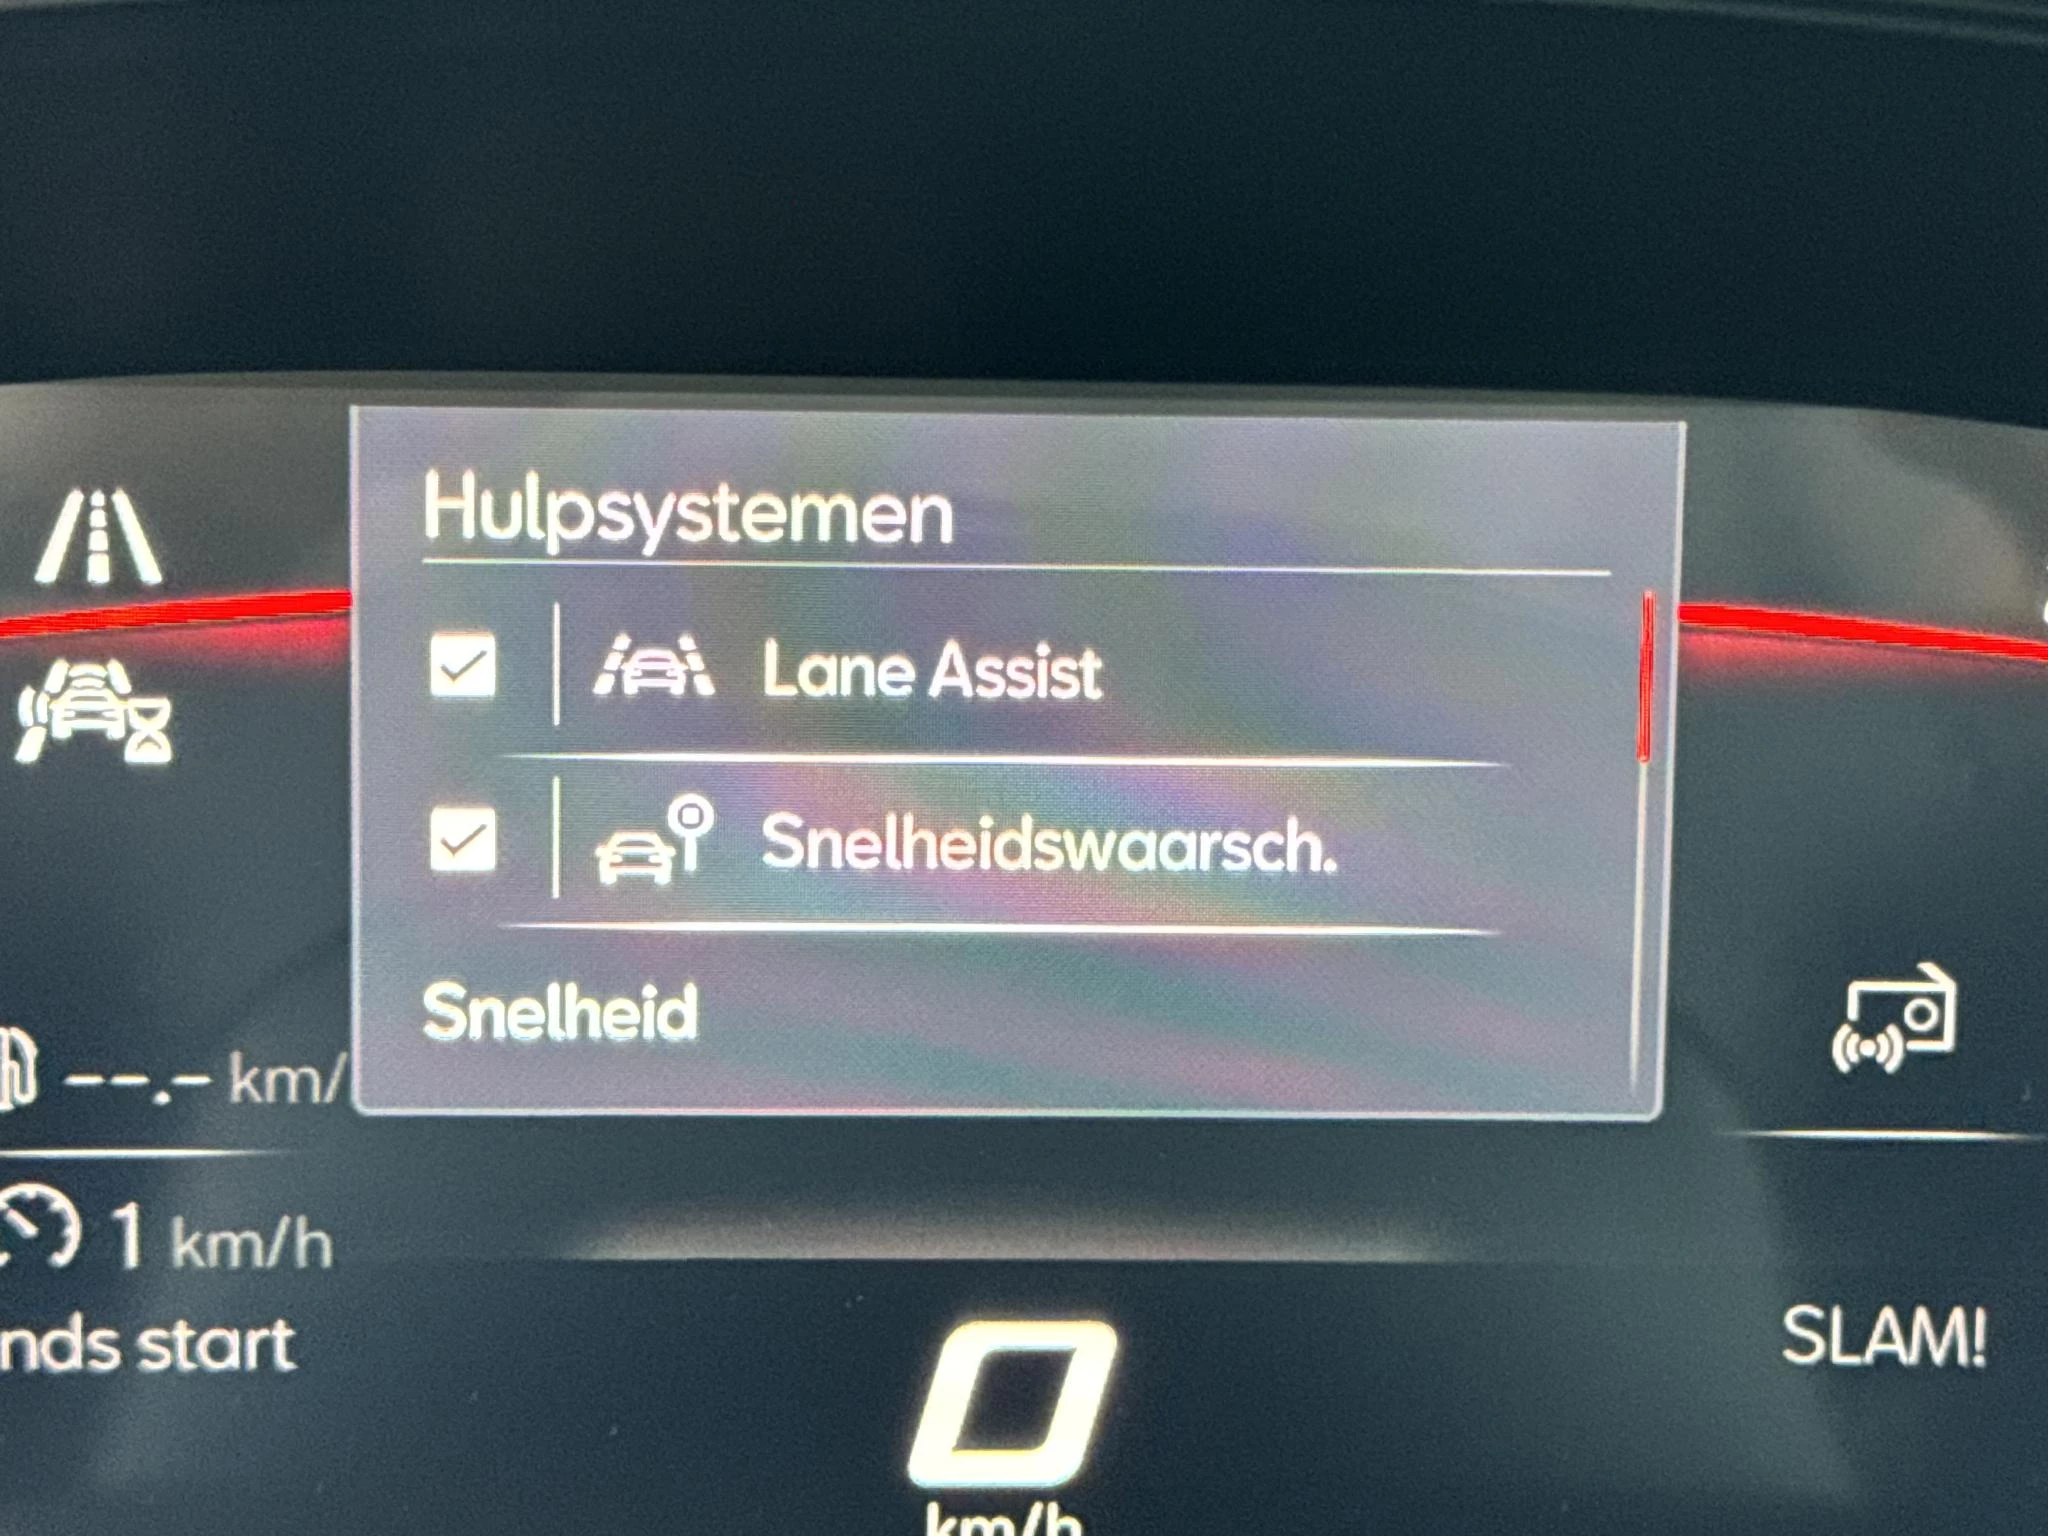 Hulpsystemen
Lane Assist
Snelheidswaarsch.
Snelheid
--.- km/
1 km/h
nds start
SLAM!
0
km/h